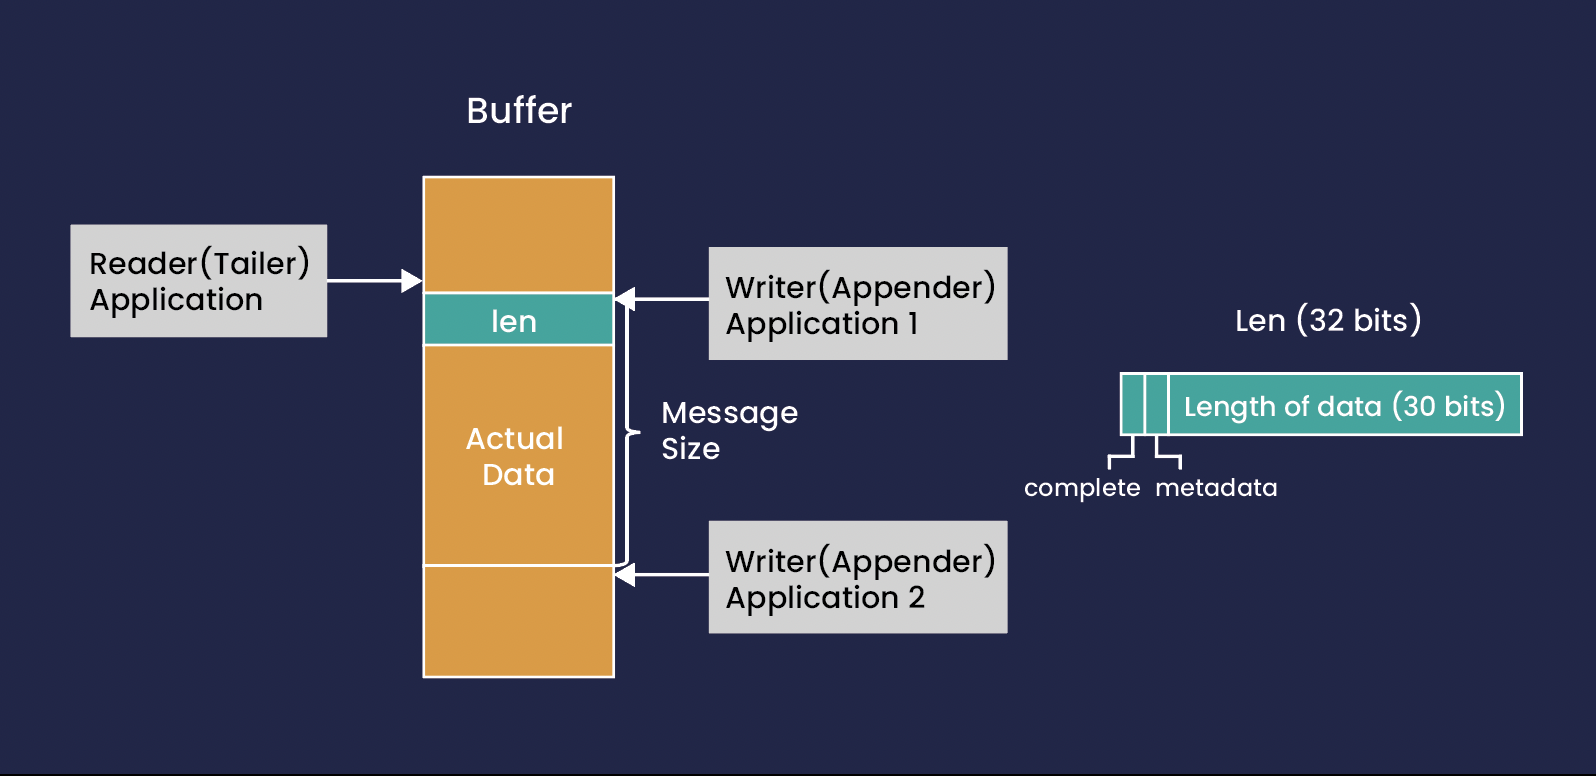 Buffer
Reader(Tailer)
Application
len
Writer(Appender)
Application 1
Actual
Data
Message
Size
Writer(Appender)
Application 2
Len (32 bits)
Length of data (30 bits)
complete
metadata